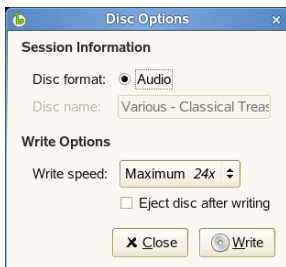 Disc Options
Session Information
Disc format: Audio
Disc name: Various - Classical Treas
Write Options
Write speed: Maximum 24x
Eject disc after writing
Close Write